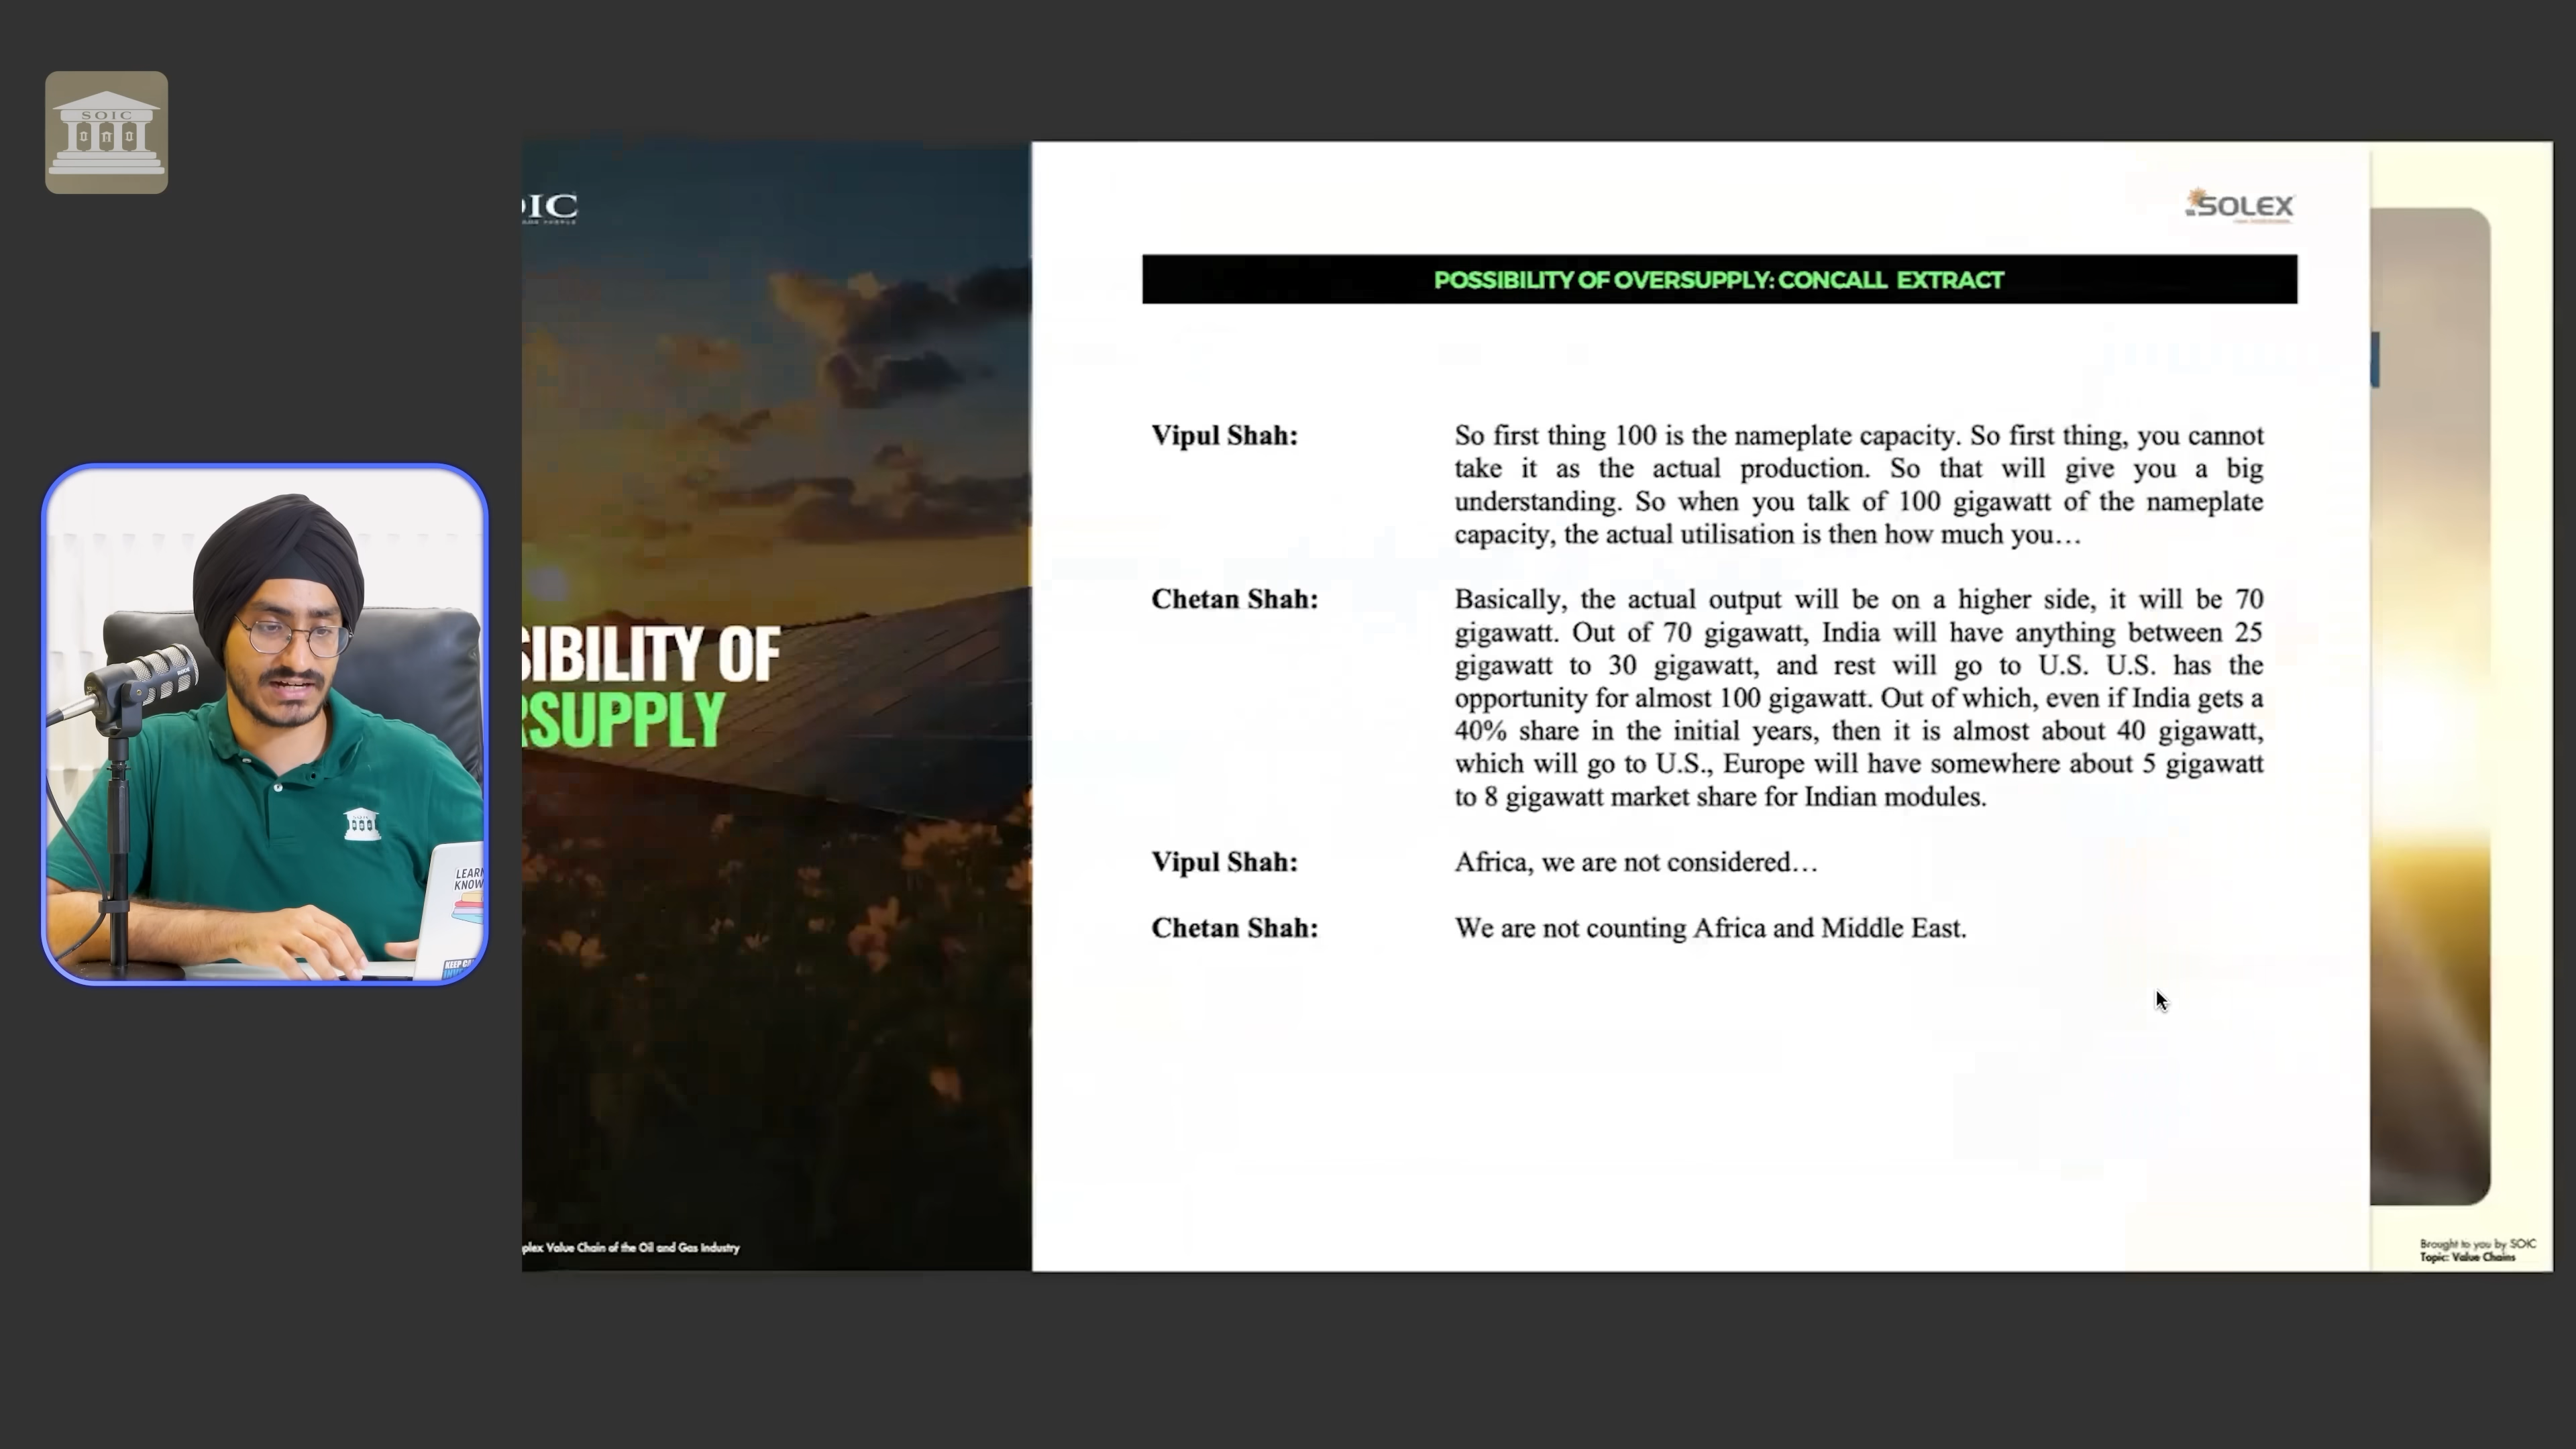 SOIC
OIC
SOLEX
POSSIBILITY OF OVERSUPPLY: CONCALL EXTRACT
Vipul Shah: So first thing 100 is the nameplate capacity. So first thing, you cannot
take it as the actual production. So that will give you a big
understanding. So when you talk of 100 gigawatt of the nameplate
capacity, the actual utilisation is then how much you…
Chetan Shah: Basically, the actual output will be on a higher side, it will be 70
gigawatt. Out of 70 gigawatt, India will have anything between 25
gigawatt to 30 gigawatt, and rest will go to U.S. U.S. has the
opportunity for almost 100 gigawatt. Out of which, even if India gets a
40% share in the initial years, then it is almost about 40 gigawatt,
which will go to U.S., Europe will have somewhere about 5 gigawatt
to 8 gigawatt market share for Indian modules.
Vipul Shah: Africa, we are not considered…
Chetan Shah: We are not counting Africa and Middle East.
SIBILITY OF
RSUPPLY
plex Value Chain of the Oil and Gas Industry
LEARN
KNOW
KEEP CA
Brought to you by SOIC
Topic: Value Chains